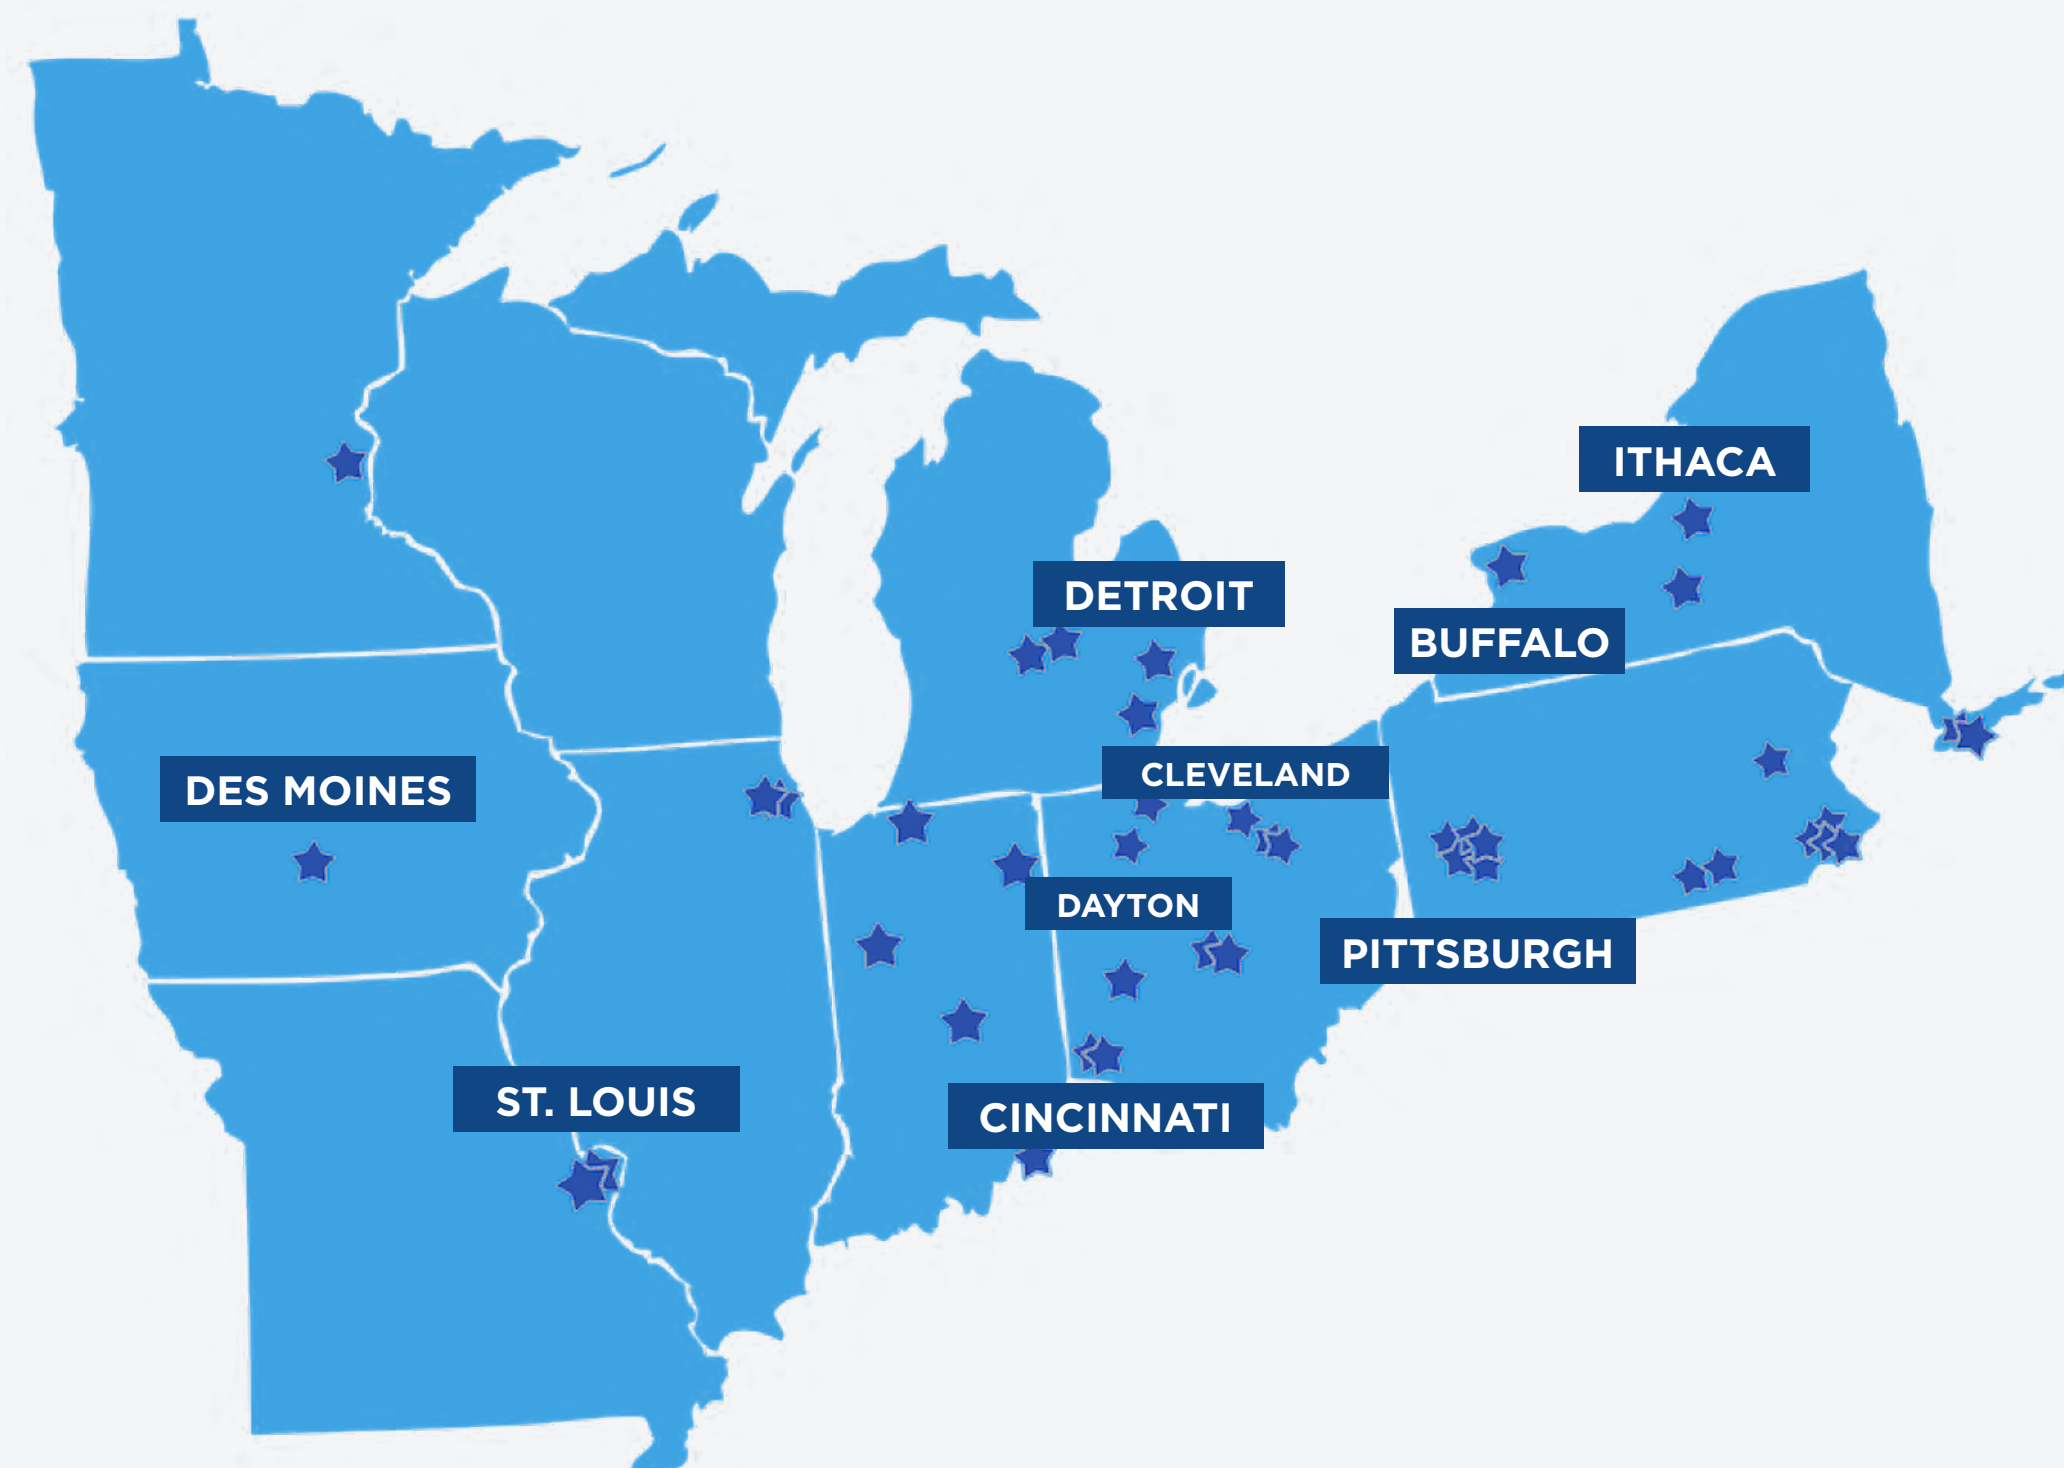 ITHACA
DETROIT
BUFFALO
CLEVELAND
DES MOINES
DAYTON
PITTSBURGH
ST. LOUIS
CINCINNATI